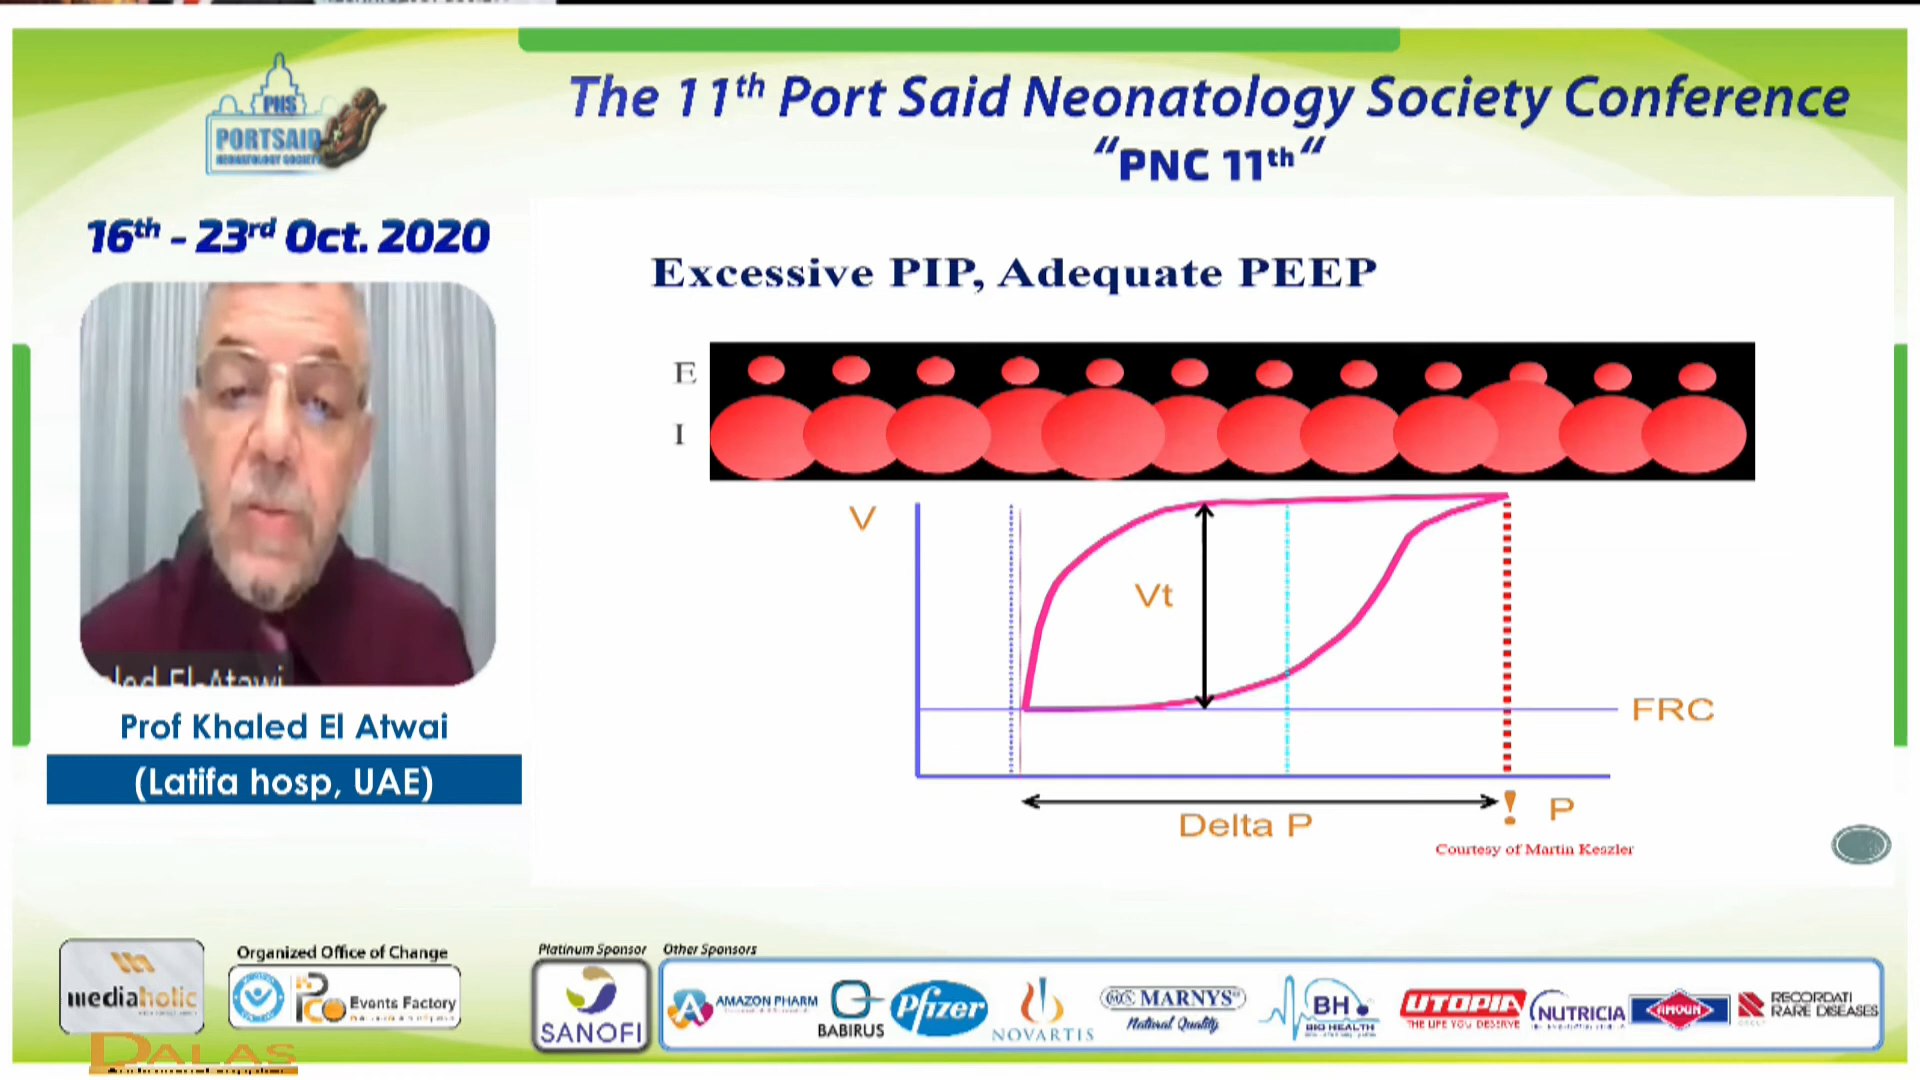 The 11th Port Said Neonatology Society Conference
“PNC 11th“
PNS
PORTSAID
NEONATOLOGY SOCIETY
16th - 23rd Oct. 2020
Prof Khaled El Atwai
(Latifa hosp, UAE)
Excessive PIP, Adequate PEEP
E
I
V
Vt
FRC
Delta P
! P
Courtesy of Martin Keszler
mediaholic
Organized Office of Change
Events Factory
Platinum Sponsor
SANOFI
Other Sponsors
AMAZON PHARM
BABIRUS
Pfizer
NOVARTIS
MARNYS
Natural Quality
BH
BIO HEALTH
UTOPIA
THE LIFE YOU DESERVE
NUTRICIA
AMOUN
RECORDATI
RARE DISEASES
DALAS